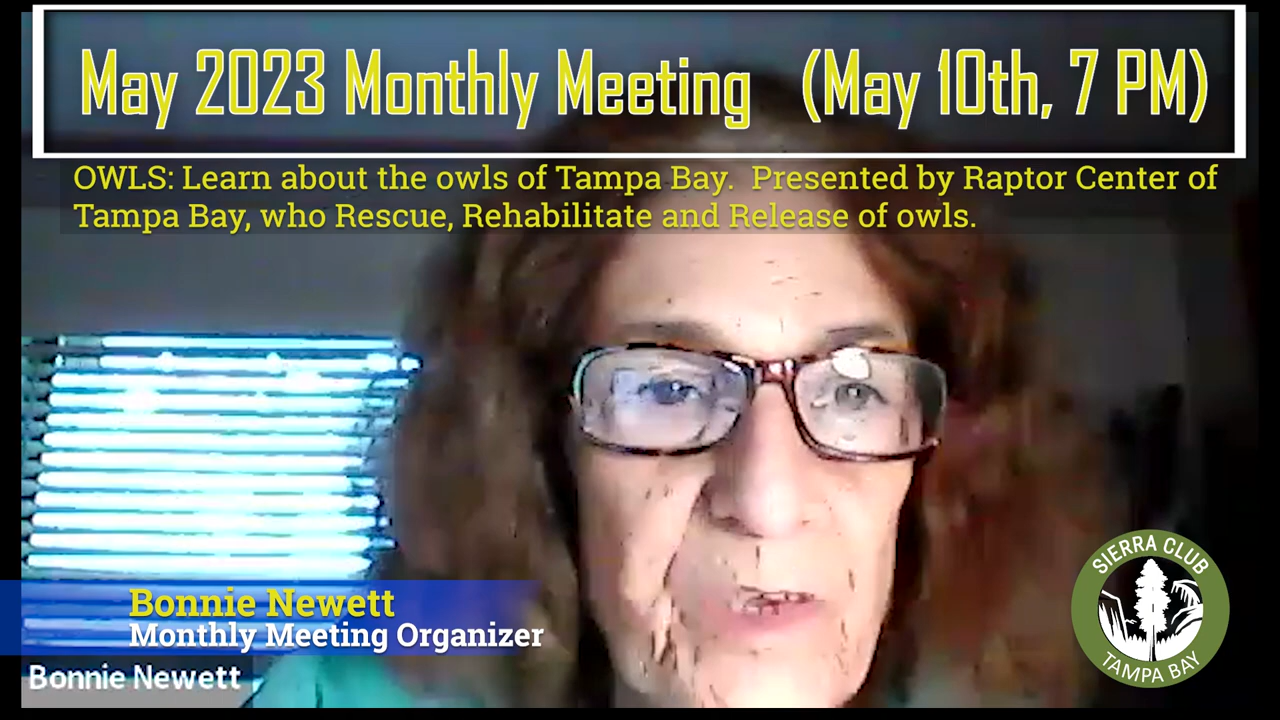 May 2023 Monthly Meeting (May 10th, 7 PM)
OWLS: Learn about the owls of Tampa Bay. Presented by Raptor Center of
Tampa Bay, who Rescue, Rehabilitate and Release of owls.
Bonnie Newett
Monthly Meeting Organizer
Bonnie Newett
SIERRA CLUB
TAMPA BAY